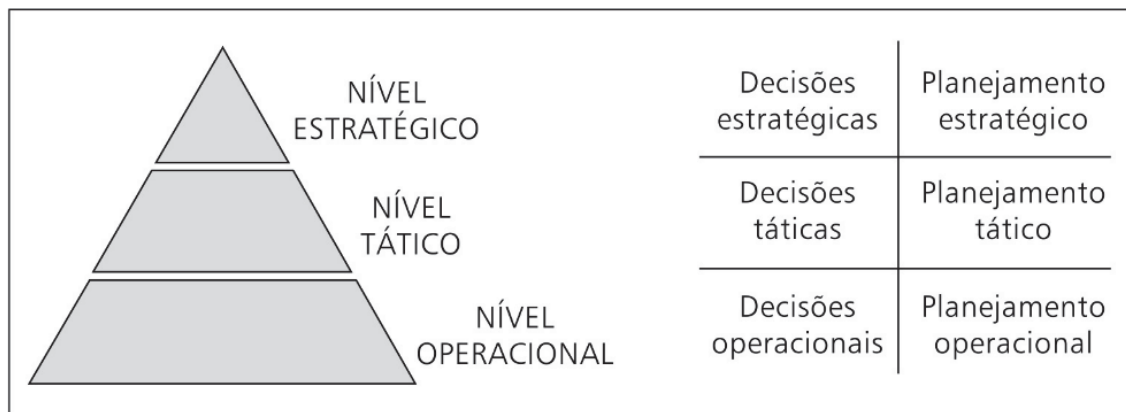 NÍVEL
ESTRATÉGICO
NÍVEL
TÁTICO
NÍVEL
OPERACIONAL
Decisões
estratégicas
Planejamento
estratégico
Decisões
táticas
Planejamento
tático
Decisões
operacionais
Planejamento
operacional